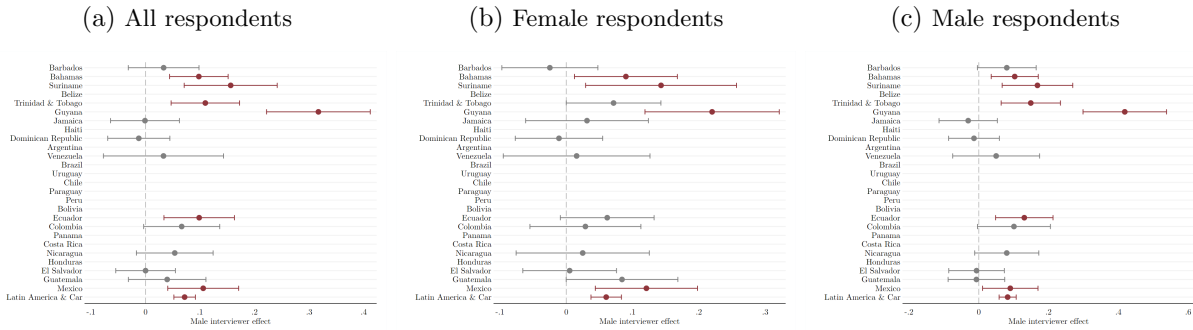 (a) All respondents
Barbados
Bahamas
Suriname
Belize
Trinidad & Tobago
Guyana
Jamaica
Haiti
Dominican Republic
Argentina
Venezuela
Brazil
Uruguay
Chile
Paraguay
Peru
Bolivia
Ecuador
Colombia
Panama
Costa Rica
Nicaragua
Honduras
El Salvador
Guatemala
Mexico
Latin America & Car
-.1 0 .1 .2 .3 .4
Male interviewer effect
(b) Female respondents
Barbados
Bahamas
Suriname
Belize
Trinidad & Tobago
Guyana
Jamaica
Haiti
Dominican Republic
Argentina
Venezuela
Brazil
Uruguay
Chile
Paraguay
Peru
Bolivia
Ecuador
Colombia
Panama
Costa Rica
Nicaragua
Honduras
El Salvador
Guatemala
Mexico
Latin America & Car
-.1 0 .1 .2 .3
Male interviewer effect
(c) Male respondents
Barbados
Bahamas
Suriname
Belize
Trinidad & Tobago
Guyana
Jamaica
Haiti
Dominican Republic
Argentina
Venezuela
Brazil
Uruguay
Chile
Paraguay
Peru
Bolivia
Ecuador
Colombia
Panama
Costa Rica
Nicaragua
Honduras
El Salvador
Guatemala
Mexico
Latin America & Car
-.2 0 .2 .4 .6
Male interviewer effect